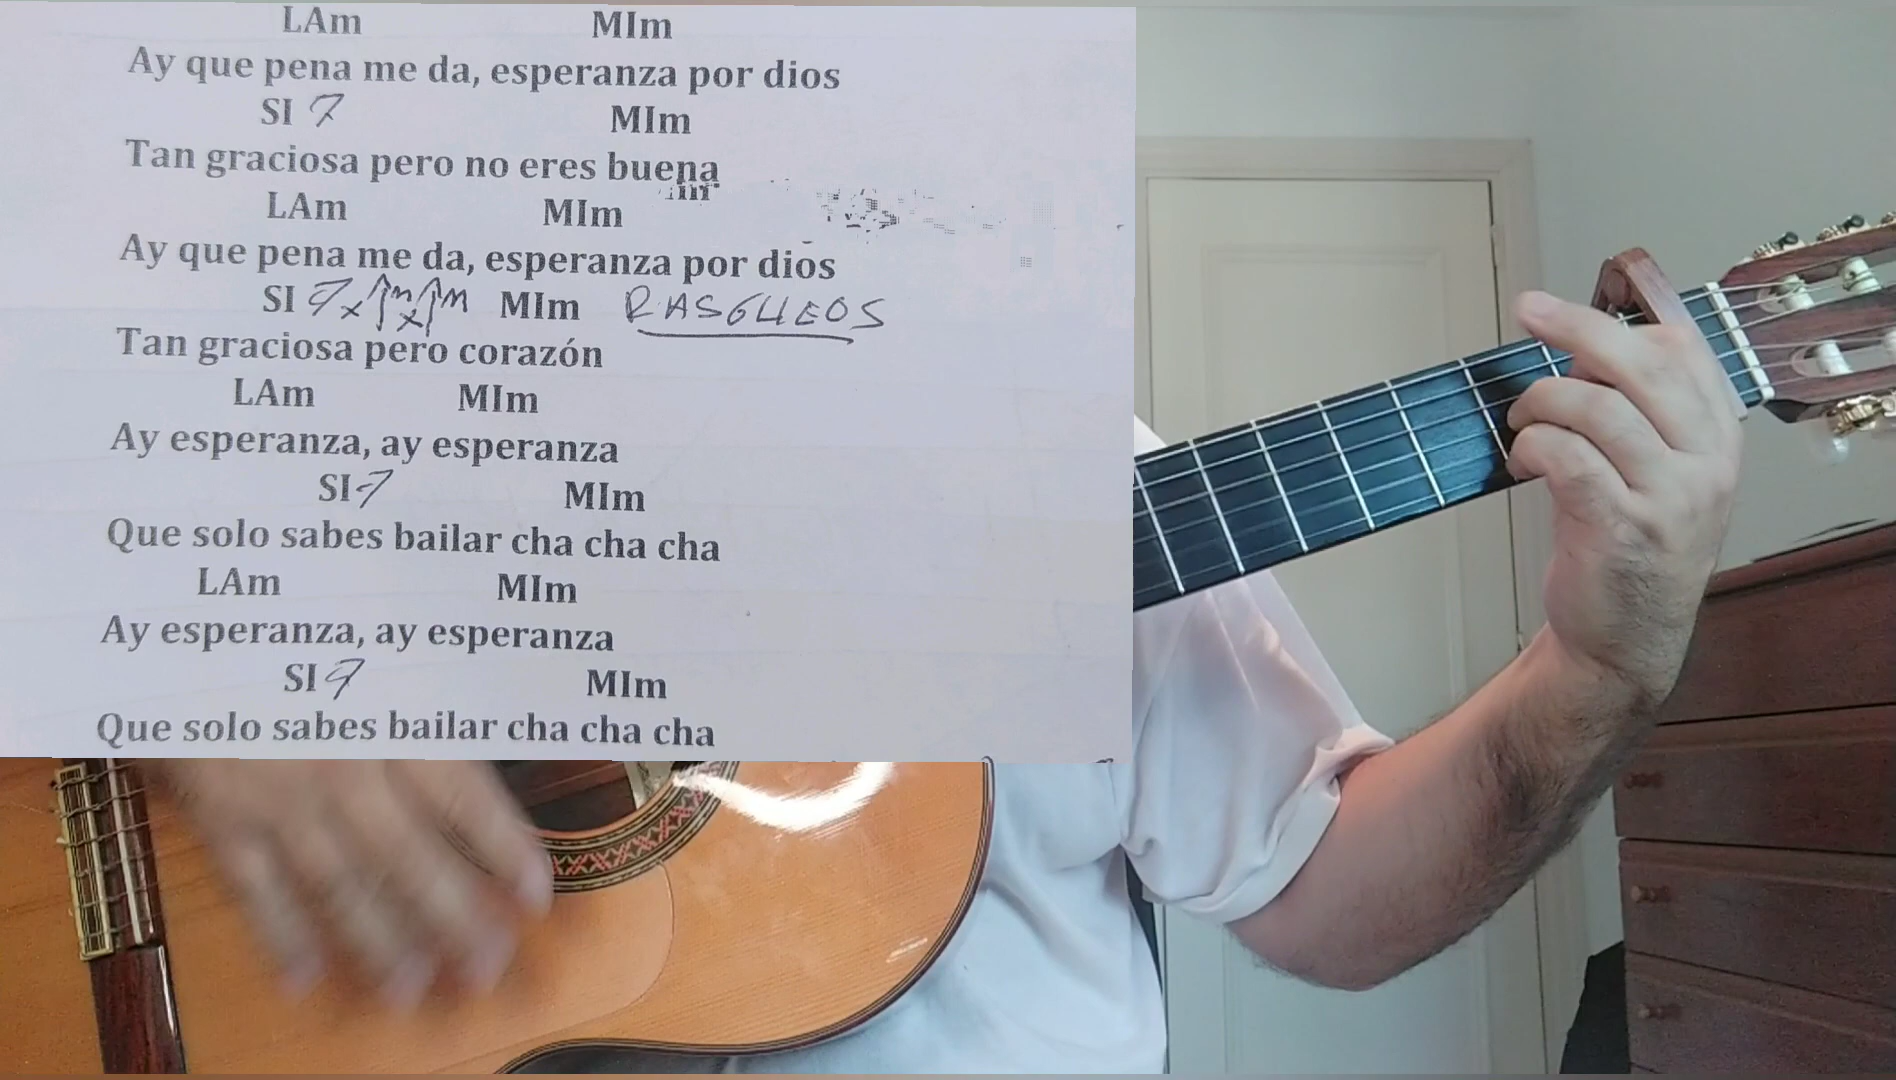 LAm MIm
Ay que pena me da, esperanza por dios
SI 7 MIm
Tan graciosa pero no eres buena
LAm MIm
Ay que pena me da, esperanza por dios
SI 7 x↑m x↑m MIm RASGUEOS
Tan graciosa pero corazón
LAm MIm
Ay esperanza, ay esperanza
SI 7 MIm
Que solo sabes bailar cha cha cha
LAm MIm
Ay esperanza, ay esperanza
SI 7 MIm
Que solo sabes bailar cha cha cha